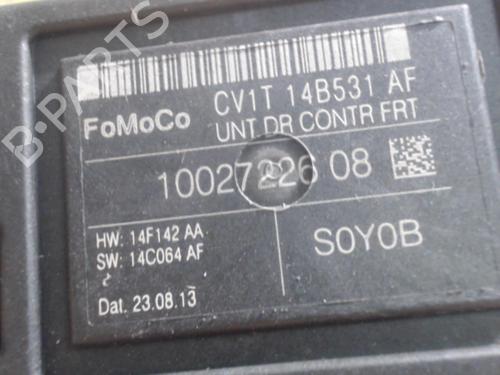 B-PARTS
FoMoCo
CV1T 14B531 AF
UNT DR CONTR FRT
10027226 08
HW: 14F142 AA
SW: 14C064 AF
S0Y0B
Dat. 23.08.13